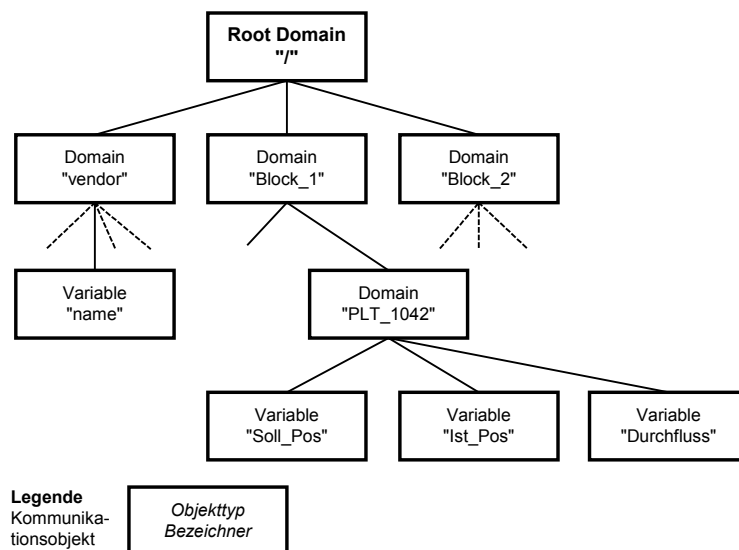 Root Domain
"/"
Domain
"vendor"
Domain
"Block_1"
Domain
"Block_2"
Variable
"name"
Domain
"PLT_1042"
Variable
"Soll_Pos"
Variable
"Ist_Pos"
Variable
"Durchfluss"
Legende
Kommunika-
tionsobjekt
Objekttyp
Bezeichner